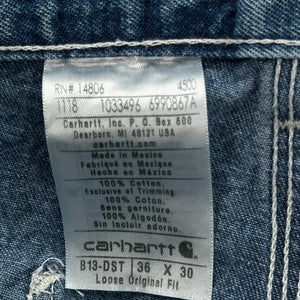 RN# 14806 4500
1118 1033496 6990867A
Carhartt, Inc. P. O. Box 600
Dearborn, MI 48121 USA
carhartt.com
Made in Mexico
Fabriqué au Mexique
Hecho en Mexico
100% Cotton.
Exclusive of Trimming.
100% Coton.
Sans garniture.
100% Algodón.
Sin incluir adorno.
carhartt
B13-DST 36 X 30
Loose Original Fit